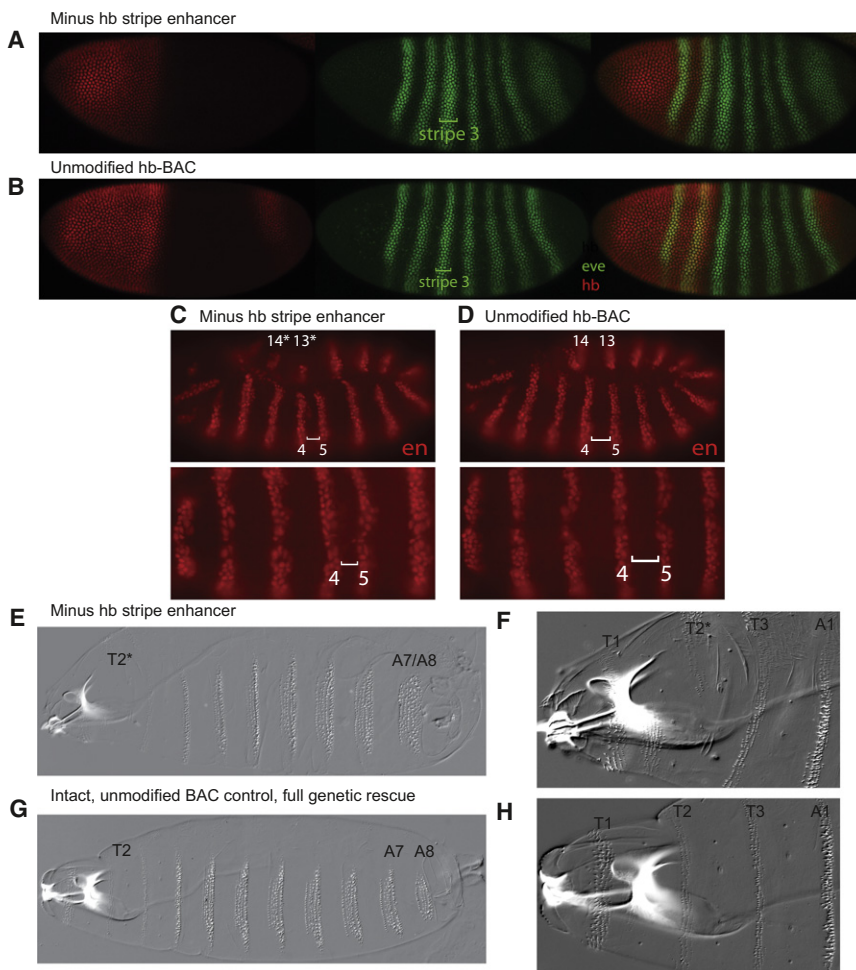 Minus hb stripe enhancer
A
stripe 3
Unmodified hb-BAC
B
stripe 3
eve
hb
C Minus hb stripe enhancer
14* 13*
4 5
en
4 5
D Unmodified hb-BAC
14 13
4 5
en
4 5
E Minus hb stripe enhancer
T2*
A7/A8
F
T1 T2* T3 A1
Intact, unmodified BAC control, full genetic rescue
G
T2
A7 A8
H
T1 T2 T3 A1